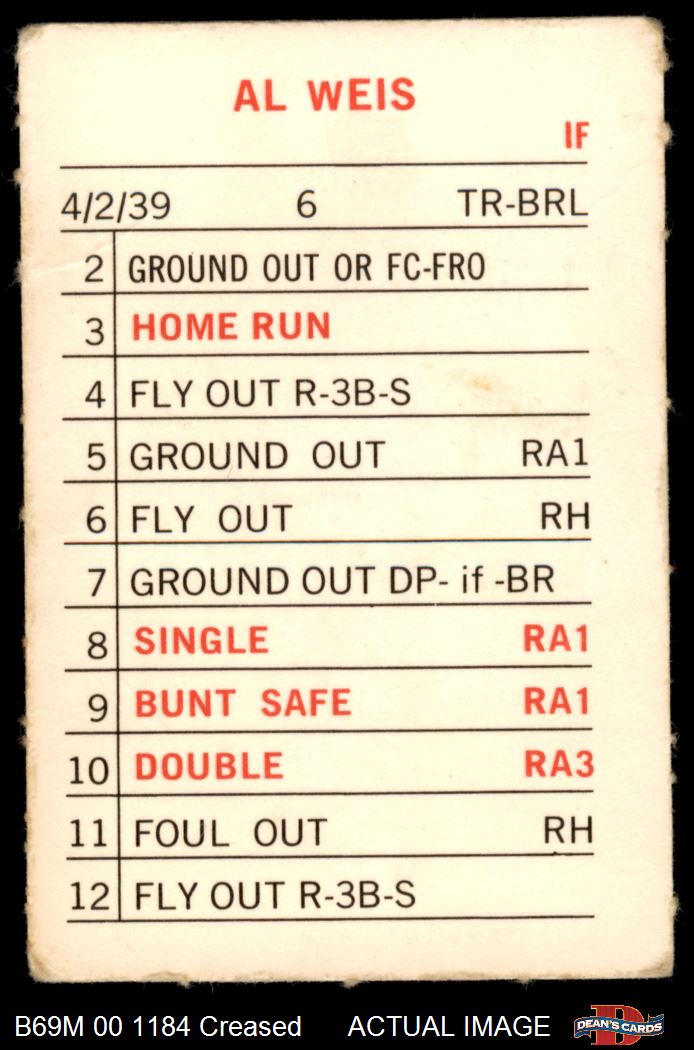 AL WEIS
IF
4/2/39 6 TR-BRL
2 GROUND OUT OR FC-FRO
3 HOME RUN
4 FLY OUT R-3B-S
5 GROUND OUT RA1
6 FLY OUT RH
7 GROUND OUT DP- if -BR
8 SINGLE RA1
9 BUNT SAFE RA1
10 DOUBLE RA3
11 FOUL OUT RH
12 FLY OUT R-3B-S
B69M 00 1184 Creased ACTUAL IMAGE D DEAN'S CARDS